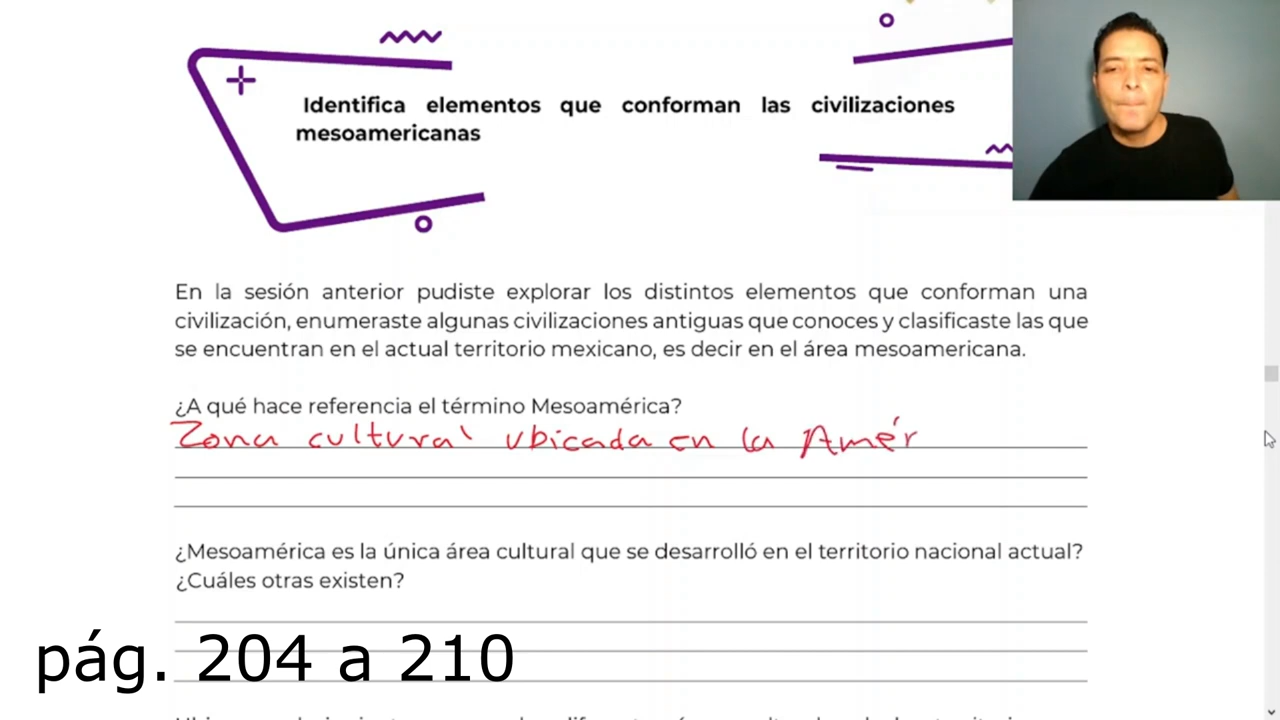 Identifica elementos que conforman las civilizaciones
mesoamericanas
En la sesión anterior pudiste explorar los distintos elementos que conforman una
civilización, enumeraste algunas civilizaciones antiguas que conoces y clasificaste las que
se encuentran en el actual territorio mexicano, es decir en el área mesoamericana.
¿A qué hace referencia el término Mesoamérica?
Zona cultural ubicada en la Amér
¿Mesoamérica es la única área cultural que se desarrolló en el territorio nacional actual?
¿Cuáles otras existen?
pág. 204 a 210